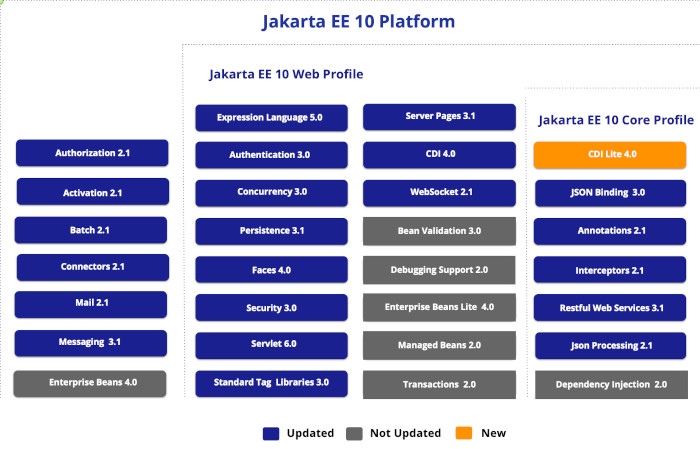 Jakarta EE 10 Platform
Jakarta EE 10 Web Profile
Jakarta EE 10 Core Profile
Authorization 2.1
Activation 2.1
Batch 2.1
Connectors 2.1
Mail 2.1
Messaging 3.1
Enterprise Beans 4.0
Expression Language 5.0
Authentication 3.0
Concurrency 3.0
Persistence 3.1
Faces 4.0
Security 3.0
Servlet 6.0
Standard Tag Libraries 3.0
Server Pages 3.1
CDI 4.0
WebSocket 2.1
Bean Validation 3.0
Debugging Support 2.0
Enterprise Beans Lite 4.0
Managed Beans 2.0
Transactions 2.0
CDI Lite 4.0
JSON Binding 3.0
Annotations 2.1
Interceptors 2.1
Restful Web Services 3.1
Json Processing 2.1
Dependency Injection 2.0
Updated
Not Updated
New